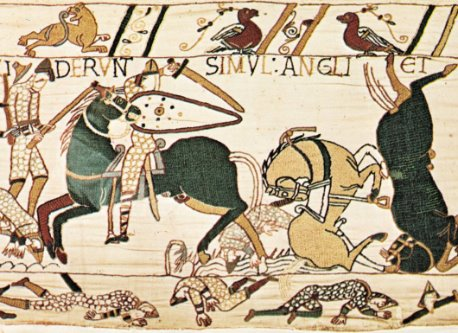 I DERVNT SIMVL : ANGLI ET